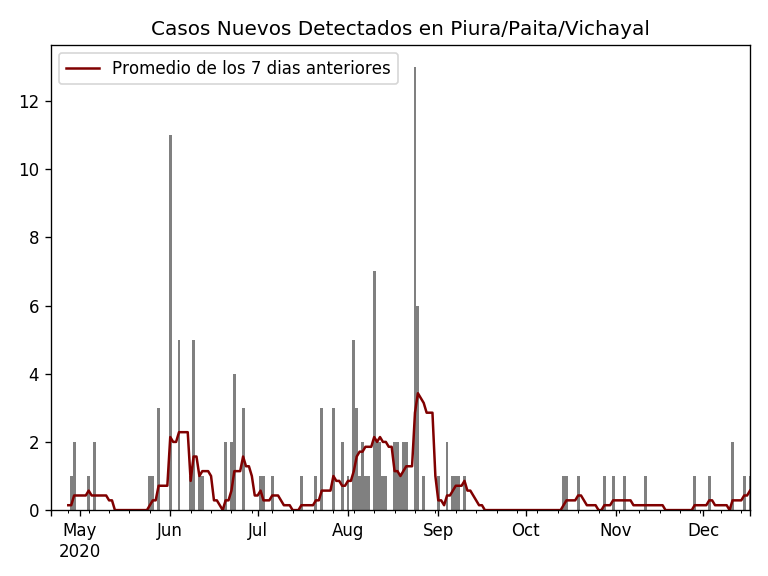 Casos Nuevos Detectados en Piura/Paita/Vichayal
Promedio de los 7 dias anteriores
12
10
8
6
4
2
0
May Jun Jul Aug Sep Oct Nov Dec
2020